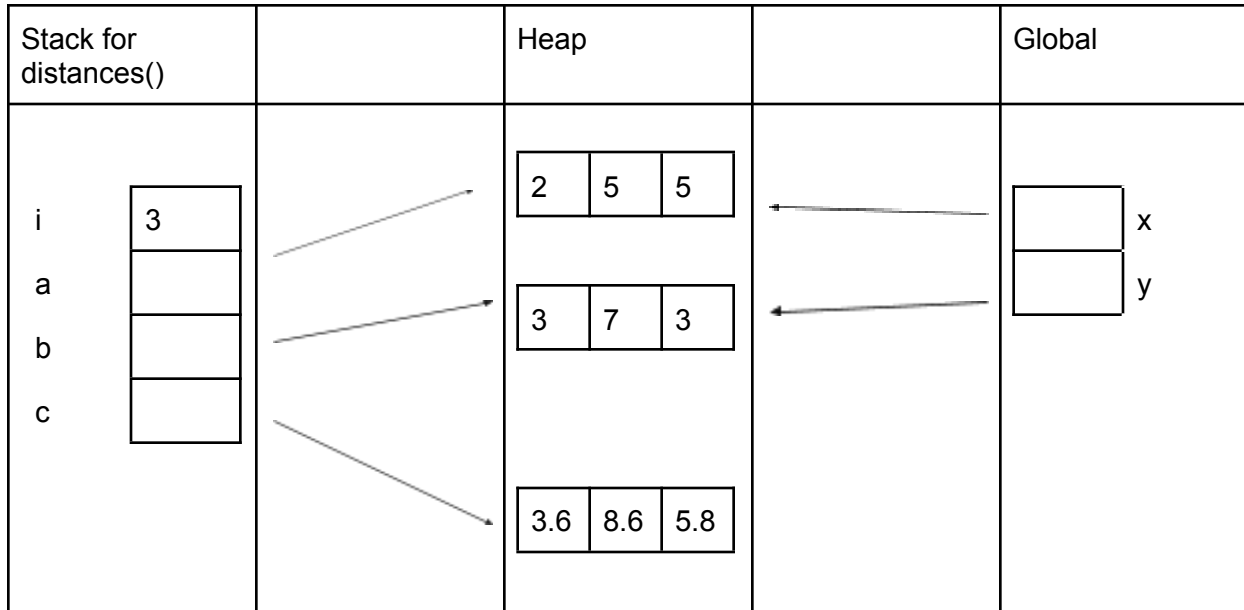 Stack for
distances()
Heap
Global
2 5 5
i 3
x
a
y
3 7 3
b
c
3.6 8.6 5.8